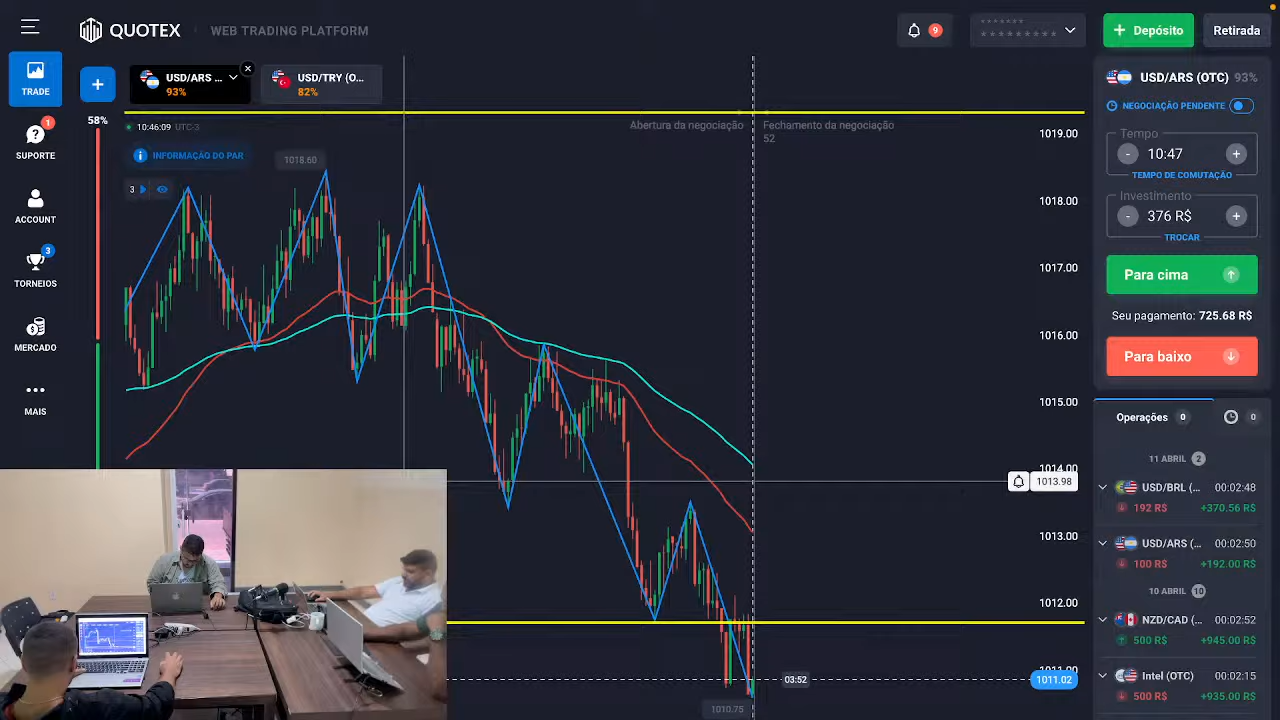 QUOTEX
WEB TRADING PLATFORM
9
*******
*********
+ Depósito
Retirada
TRADE
SUPORTE
1
ACCOUNT
TORNEIOS
3
MERCADO
MAIS
+
USD/ARS ...
93%
USD/TRY (O...
82%
58%
10:46:09 UTC-3
INFORMAÇÃO DO PAR
3
1018.60
Abertura da negociação
Fechamento da negociação
52
1019.00
1018.00
1017.00
1016.00
1015.00
1014.00
1013.98
1013.00
1012.00
1011.00
1011.02
03:52
1010.75
USD/ARS (OTC) 93%
NEGOCIAÇÃO PENDENTE
Tempo
- 10:47 +
TEMPO DE COMUTAÇÃO
Investimento
- 376 R$ +
TROCAR
Para cima
Seu pagamento: 725.68 R$
Para baixo
Operações 0
0
11 ABRIL 2
USD/BRL (... 00:02:48
192 R$ +370.56 R$
USD/ARS (... 00:02:50
100 R$ +192.00 R$
10 ABRIL 10
NZD/CAD (... 00:00:52
500 R$ +945.00 R$
Intel (OTC) 00:01:15
500 R$ +935.00 R$